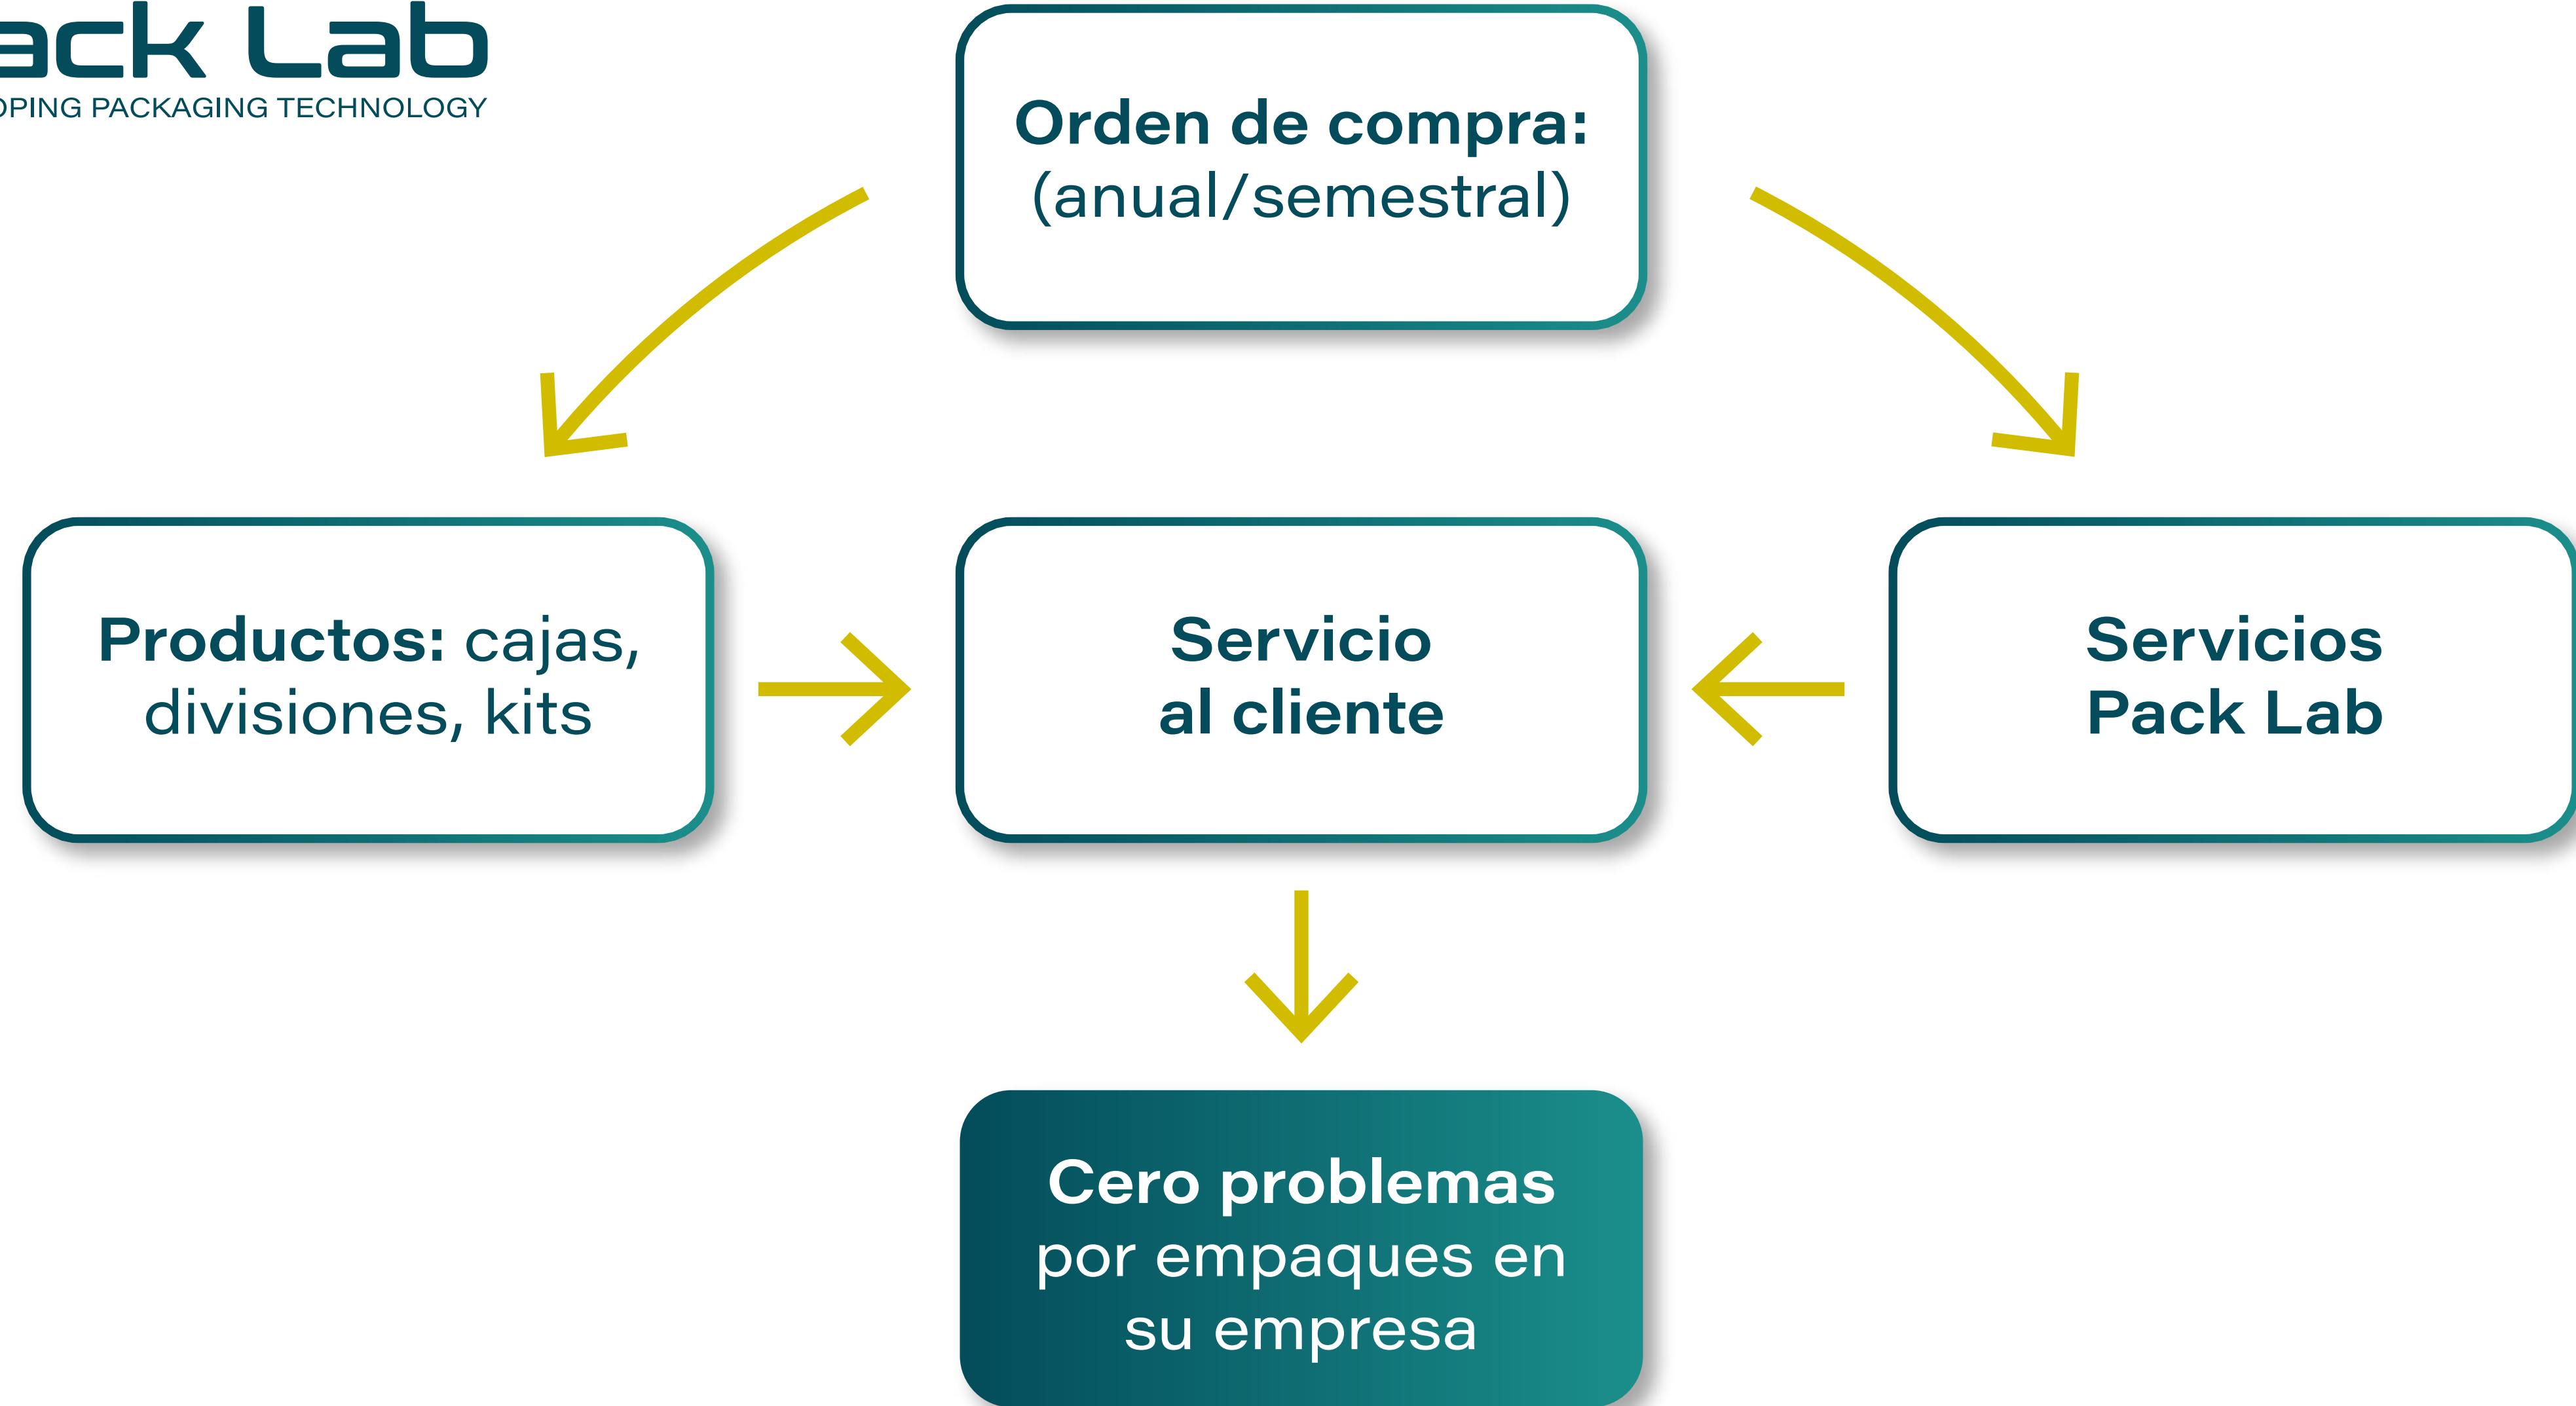 ack Lab
OPING PACKAGING TECHNOLOGY
Orden de compra:
(anual/semestral)
Productos: cajas,
divisiones, kits
Servicio
al cliente
Servicios
Pack Lab
Cero problemas
por empaques en
su empresa